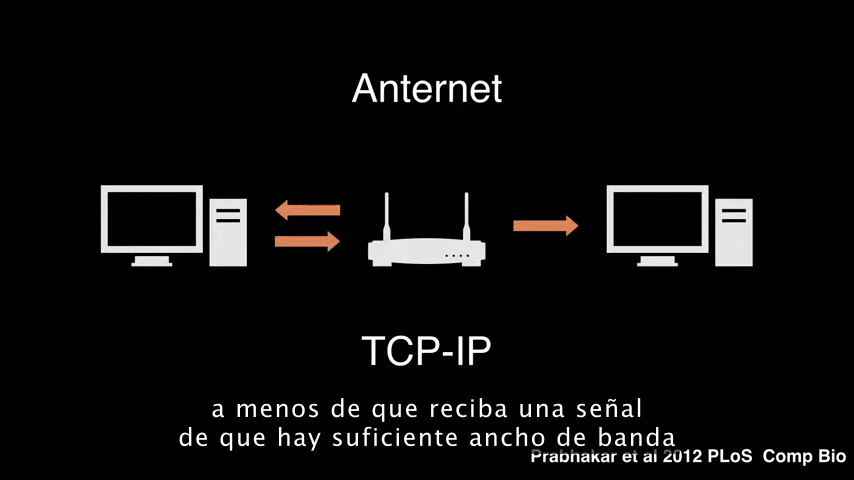 Anternet
TCP-IP
a menos de que reciba una señal
de que hay suficiente ancho de banda
Prabhakar et al 2012 PLoS Comp Bio